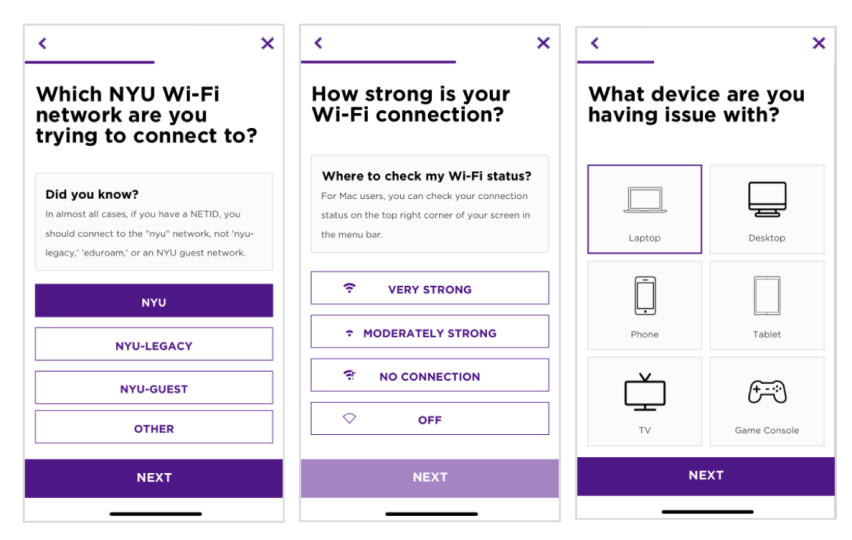 Which NYU Wi-Fi
network are you
trying to connect to?
Did you know?
In almost all cases, if you have a NETID, you
should connect to the "nyu" network, not 'nyu-
legacy,' 'eduroam,' or an NYU guest network.
NYU
NYU-LEGACY
NYU-GUEST
OTHER
NEXT
How strong is your
Wi-Fi connection?
Where to check my Wi-Fi status?
For Mac users, you can check your connection
status on the top right corner of your screen in
the menu bar.
VERY STRONG
MODERATELY STRONG
NO CONNECTION
OFF
NEXT
What device are you
having issue with?
Laptop
Desktop
Phone
Tablet
TV
Game Console
NEXT